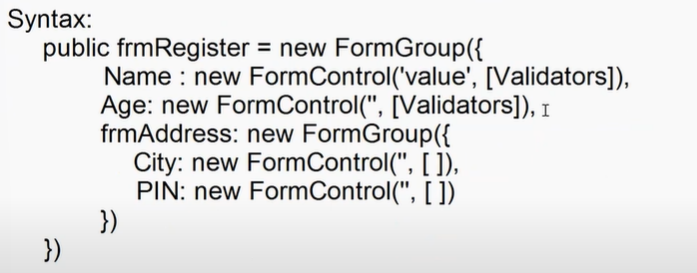 Syntax:
public frmRegister = new FormGroup({
Name : new FormControl('value', [Validators]),
Age: new FormControl('', [Validators]),
frmAddress: new FormGroup({
City: new FormControl('', [ ]),
PIN: new FormControl('', [ ])
})
})